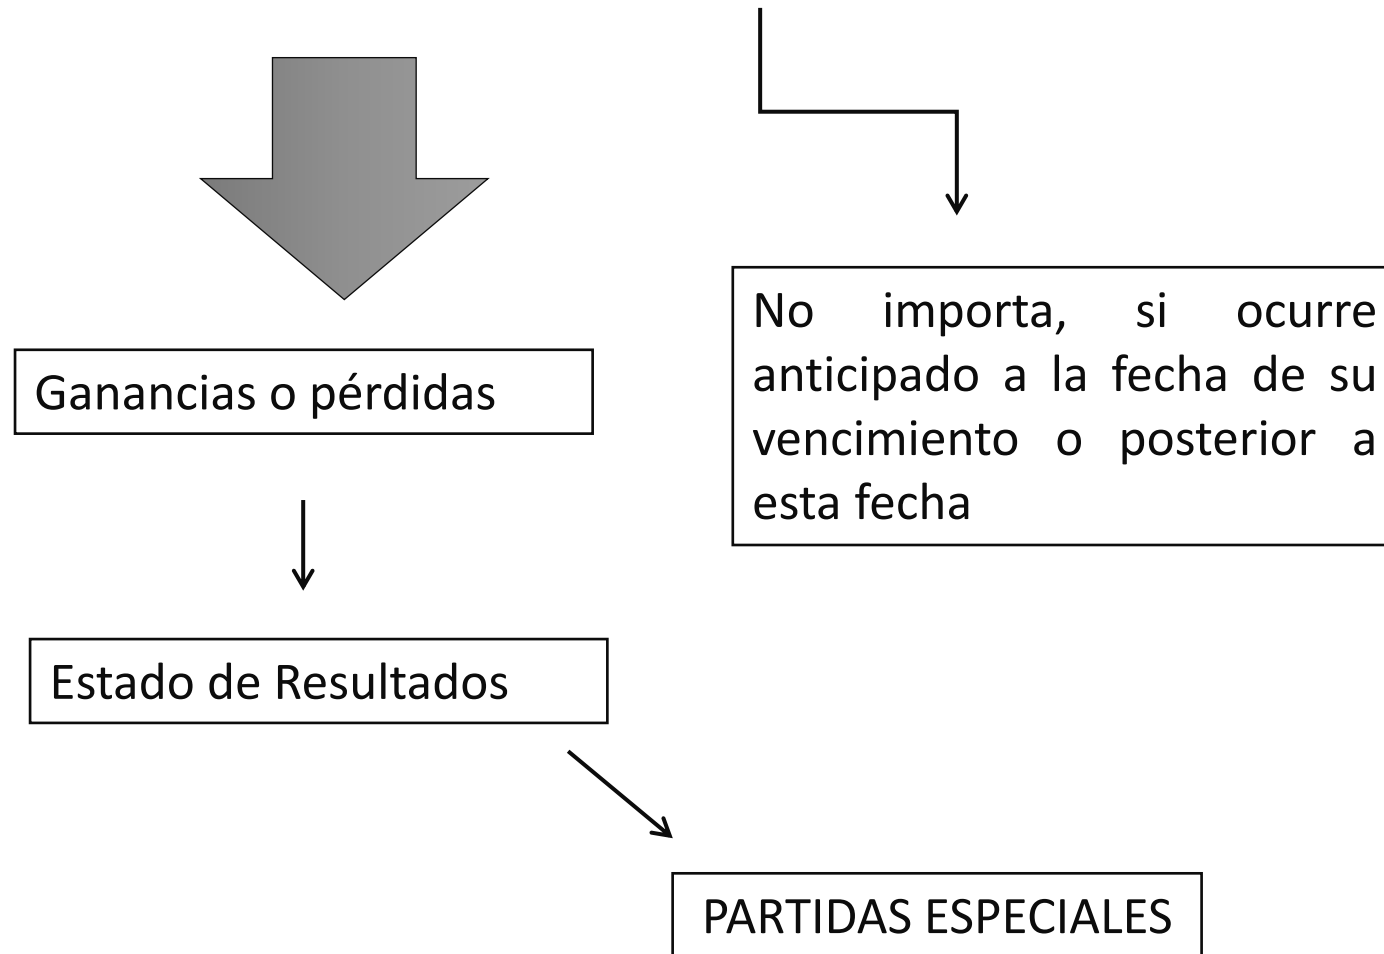 Ganancias o pérdidas
No importa, si ocurre
anticipado a la fecha de su
vencimiento o posterior a
esta fecha
Estado de Resultados
PARTIDAS ESPECIALES